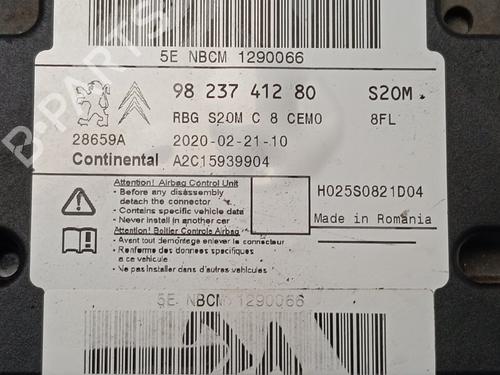 B-PARTS
5E NBCM 1290066
98 237 412 80 S2OM
RBG S2OM C 8 CEMO 8FL
28659A 2020-02-21-10
Continental A2C15939904
Attention! Airbag Control Unit
- Before any disassembly
detach the connector
- Contains specific vehicle data
- Never install in another car
H025S0821D04
Made in Romania
Attention! Boîtier Controle Airbag
- Avant tout démontage enlever le connecteur
- Renferme des données spécifiques
a ce véhicule
- Ne pas installer dans d'autres véhicules
5E NBCM 1290066